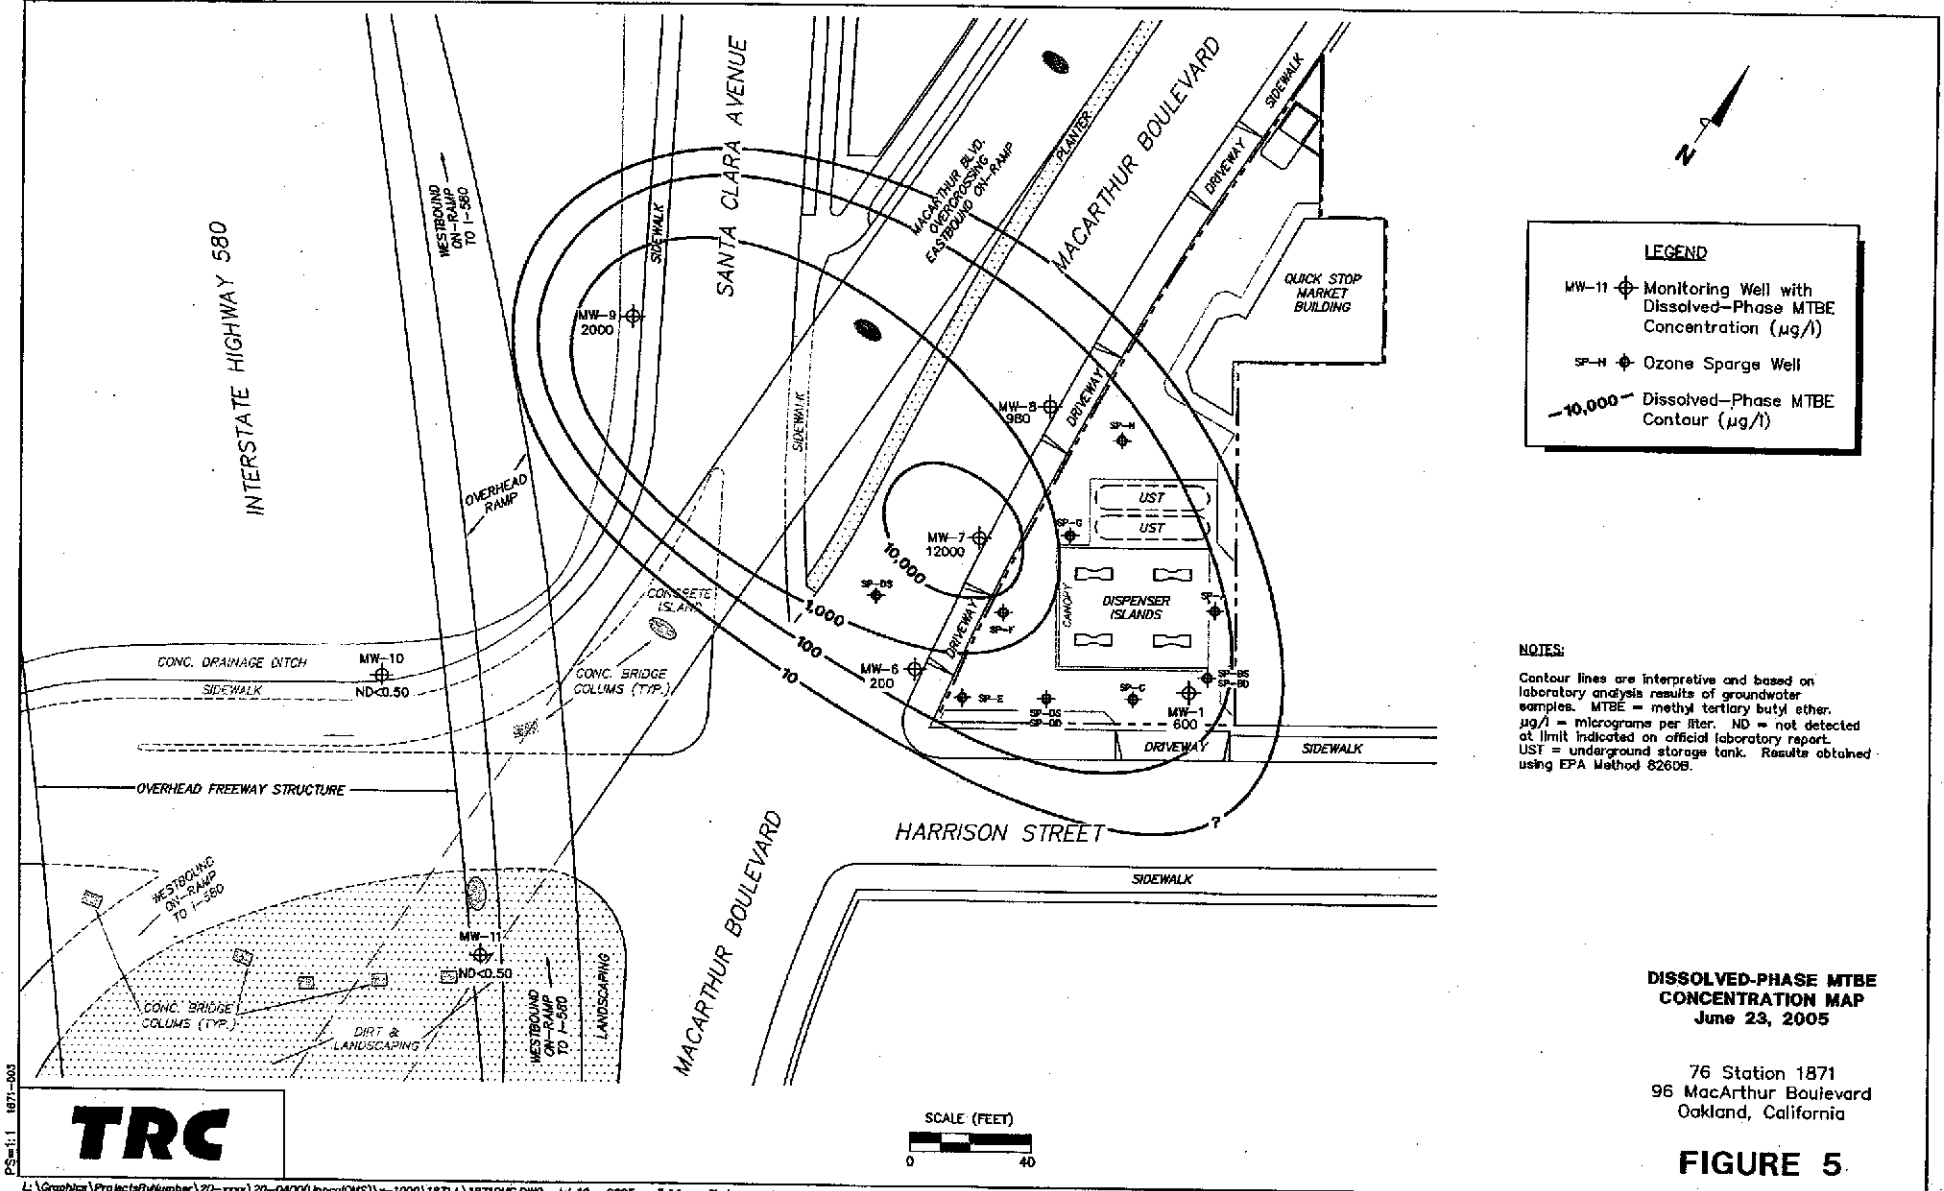 SANTA CLARA AVENUE
MACARTHUR BOULEVARD
SIDEWALK
DRIVEWAY
PLANTER
MACARTHUR BLVD.
OVERCROSSING
EASTBOUND ON-RAMP
WESTBOUND
ON-RAMP
TO I-580
SIDEWALK
INTERSTATE HIGHWAY 580
N
QUICK STOP
MARKET
BUILDING
LEGEND
MW-11 Monitoring Well with
Dissolved-Phase MTBE
Concentration (µg/l)
SP-H Ozone Sparge Well
10,000 Dissolved-Phase MTBE
Contour (µg/l)
MW-9
2000
MW-8
980
DRIVEWAY
SIDEWALK
SP-H
OVERHEAD
RAMP
UST
UST
SP-G
MW-7
12000
10,000
SP-DS
CONCRETE
ISLAND
1,000
100
10
SP-F
DRIVEWAY
CANOPY
DISPENSER
ISLANDS
CONC. DRAINAGE DITCH
SIDEWALK
MW-10
ND<0.50
CONC. BRIDGE
COLUMS (TYP.)
MW-6
200
SP-E
SP-DS
SP-DD
SP-C
SP-BS
SP-BD
MW-1
600
DRIVEWAY
SIDEWALK
OVERHEAD FREEWAY STRUCTURE
HARRISON STREET
?
SIDEWALK
MACARTHUR BOULEVARD
WESTBOUND
ON-RAMP
TO I-580
MW-11
ND<0.50
CONC. BRIDGE
COLUMS (TYP.)
DIRT &
LANDSCAPING
WESTBOUND
ON-RAMP
TO I-580
LANDSCAPING
NOTES:
Contour lines are interpretive and based on
laboratory analysis results of groundwater
samples. MTBE = methyl tertiary butyl ether.
µg/l = micrograms per liter. ND = not detected
at limit indicated on official laboratory report.
UST = underground storage tank. Results obtained
using EPA Method 8260B.
DISSOLVED-PHASE MTBE
CONCENTRATION MAP
June 23, 2005
76 Station 1871
96 MacArthur Boulevard
Oakland, California
FIGURE 5
SCALE (FEET)
0 40
TRC
PS=1:1 1871-003